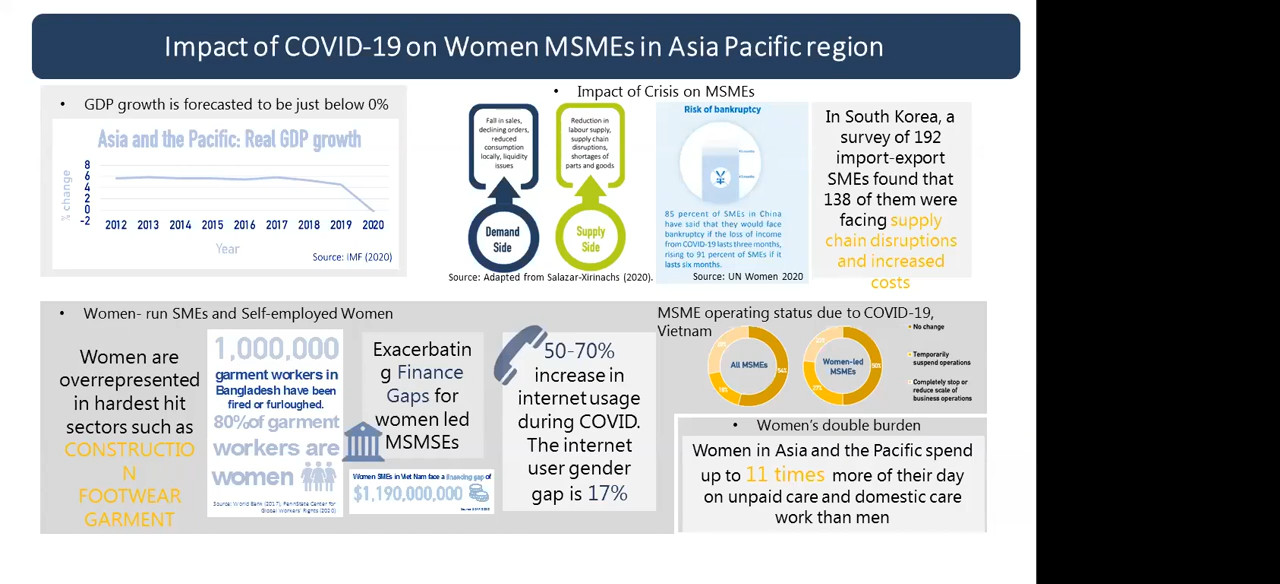 Impact of COVID-19 on Women MSMEs in Asia Pacific region
• GDP growth is forecasted to be just below 0%
Asia and the Pacific: Real GDP growth
% change
8
6
4
2
0
-2
2012 2013 2014 2015 2016 2017 2018 2019 2020
Year
Source: IMF (2020)
• Impact of Crisis on MSMEs
Fall in sales,
declining orders,
reduced
consumption
locally, liquidity
issues
Demand
Side
Reduction in
labour supply,
supply chain
disruptions,
shortages of
parts and goods
Supply
Side
Source: Adapted from Salazar-Xirinachs (2020).
Risk of bankruptcy
¥
85 percent of SMEs in China
have said that they would face
bankruptcy if the loss of income
from COVID-19 lasts three months,
rising to 91 percent of SMEs if it
lasts six months.
Source: UN Women 2020
In South Korea, a
survey of 192
import-export
SMEs found that
138 of them were
facing supply
chain disruptions
and increased
costs
• Women- run SMEs and Self-employed Women
Women are
overrepresented
in hardest hit
sectors such as
CONSTRUCTIO
N
FOOTWEAR
GARMENT
1,000,000
garment workers in
Bangladesh have been
fired or furloughed.
80%of garment
workers are
women
Source: World Bank (2017), PennState Center for
Global Workers' Rights (2020)
Exacerbatin
g Finance
Gaps for
women led
MSMSEs
Women SMEs in Viet Nam face a financing gap of
$1,190,000,000
50-70%
increase in
internet usage
during COVID.
The internet
user gender
gap is 17%
MSME operating status due to COVID-19,
Vietnam
All MSMEs
Women-led
MSMEs
No change
Temporarily
suspend operations
Completely stop or
reduce scale of
business operations
• Women's double burden
Women in Asia and the Pacific spend
up to 11 times more of their day
on unpaid care and domestic care
work than men